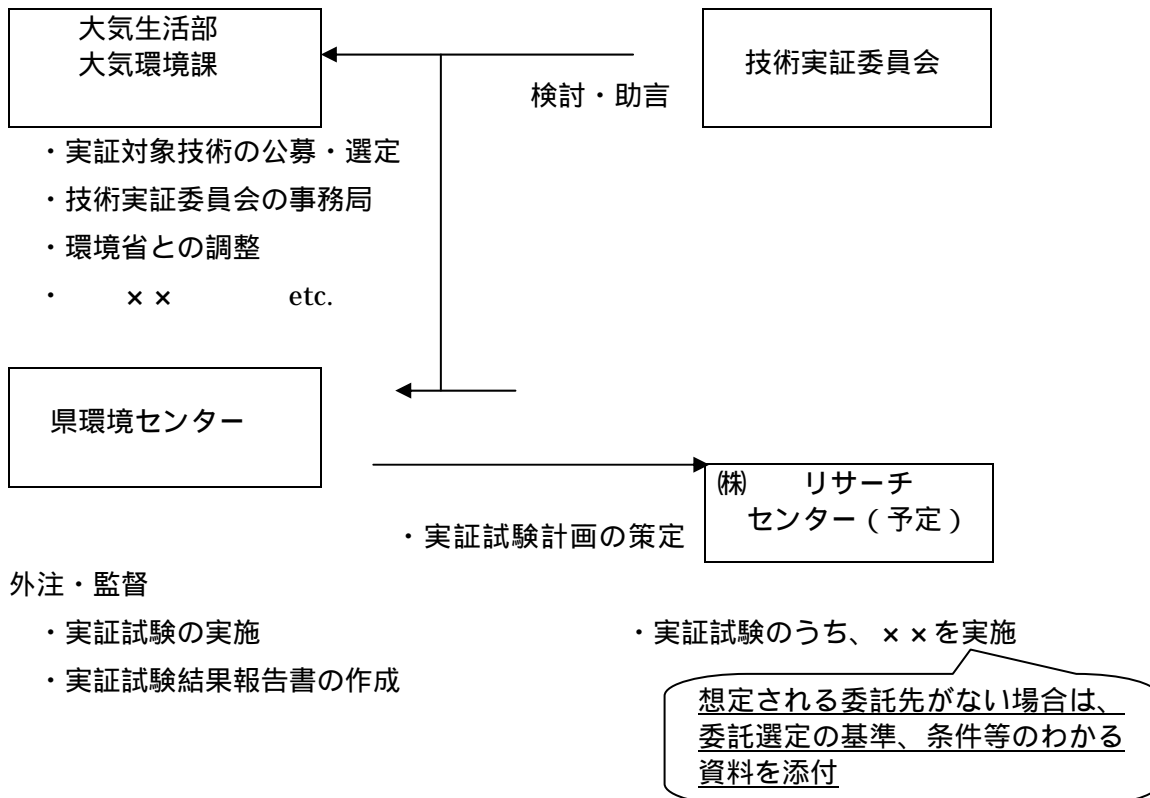 大気生活部
大気環境課
技術実証委員会
検討・助言
・実証対象技術の公募・選定
・技術実証委員会の事務局
・環境省との調整
・ ×× etc.
県環境センター
㈱ リサーチ
センター(予定)
・実証試験計画の策定
外注・監督
・実証試験の実施
・実証試験のうち、××を実施
・実証試験結果報告書の作成
想定される委託先がない場合は、
委託選定の基準、条件等のわかる
資料を添付